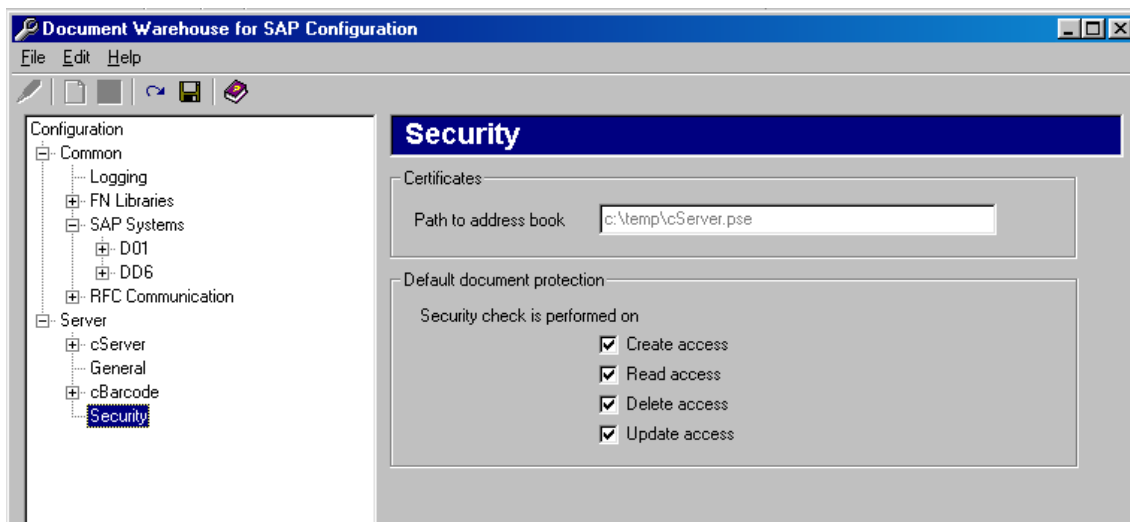 Document Warehouse for SAP Configuration
File Edit Help
Configuration
Common
Logging
FN Libraries
SAP Systems
D01
DD6
RFC Communication
Server
cServer
General
cBarcode
Security
Security
Certificates
Path to address book c:\temp\cServer.pse
Default document protection
Security check is performed on
Create access
Read access
Delete access
Update access